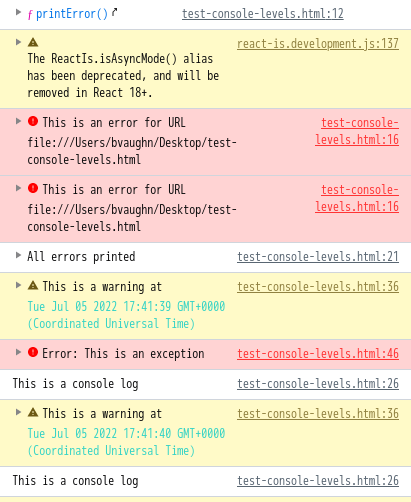 ƒ printError() test-console-levels.html:12
react-is.development.js:137
The ReactIs.isAsyncMode() alias
has been deprecated, and will be
removed in React 18+.
This is an error for URL test-console-
file:///Users/bvaughn/Desktop/test- levels.html:16
console-levels.html
This is an error for URL test-console-
file:///Users/bvaughn/Desktop/test- levels.html:16
console-levels.html
All errors printed test-console-levels.html:21
This is a warning at test-console-levels.html:36
Tue Jul 05 2022 17:41:39 GMT+0000
(Coordinated Universal Time)
Error: This is an exception test-console-levels.html:46
This is a console log test-console-levels.html:26
This is a warning at test-console-levels.html:36
Tue Jul 05 2022 17:41:40 GMT+0000
(Coordinated Universal Time)
This is a console log test-console-levels.html:26